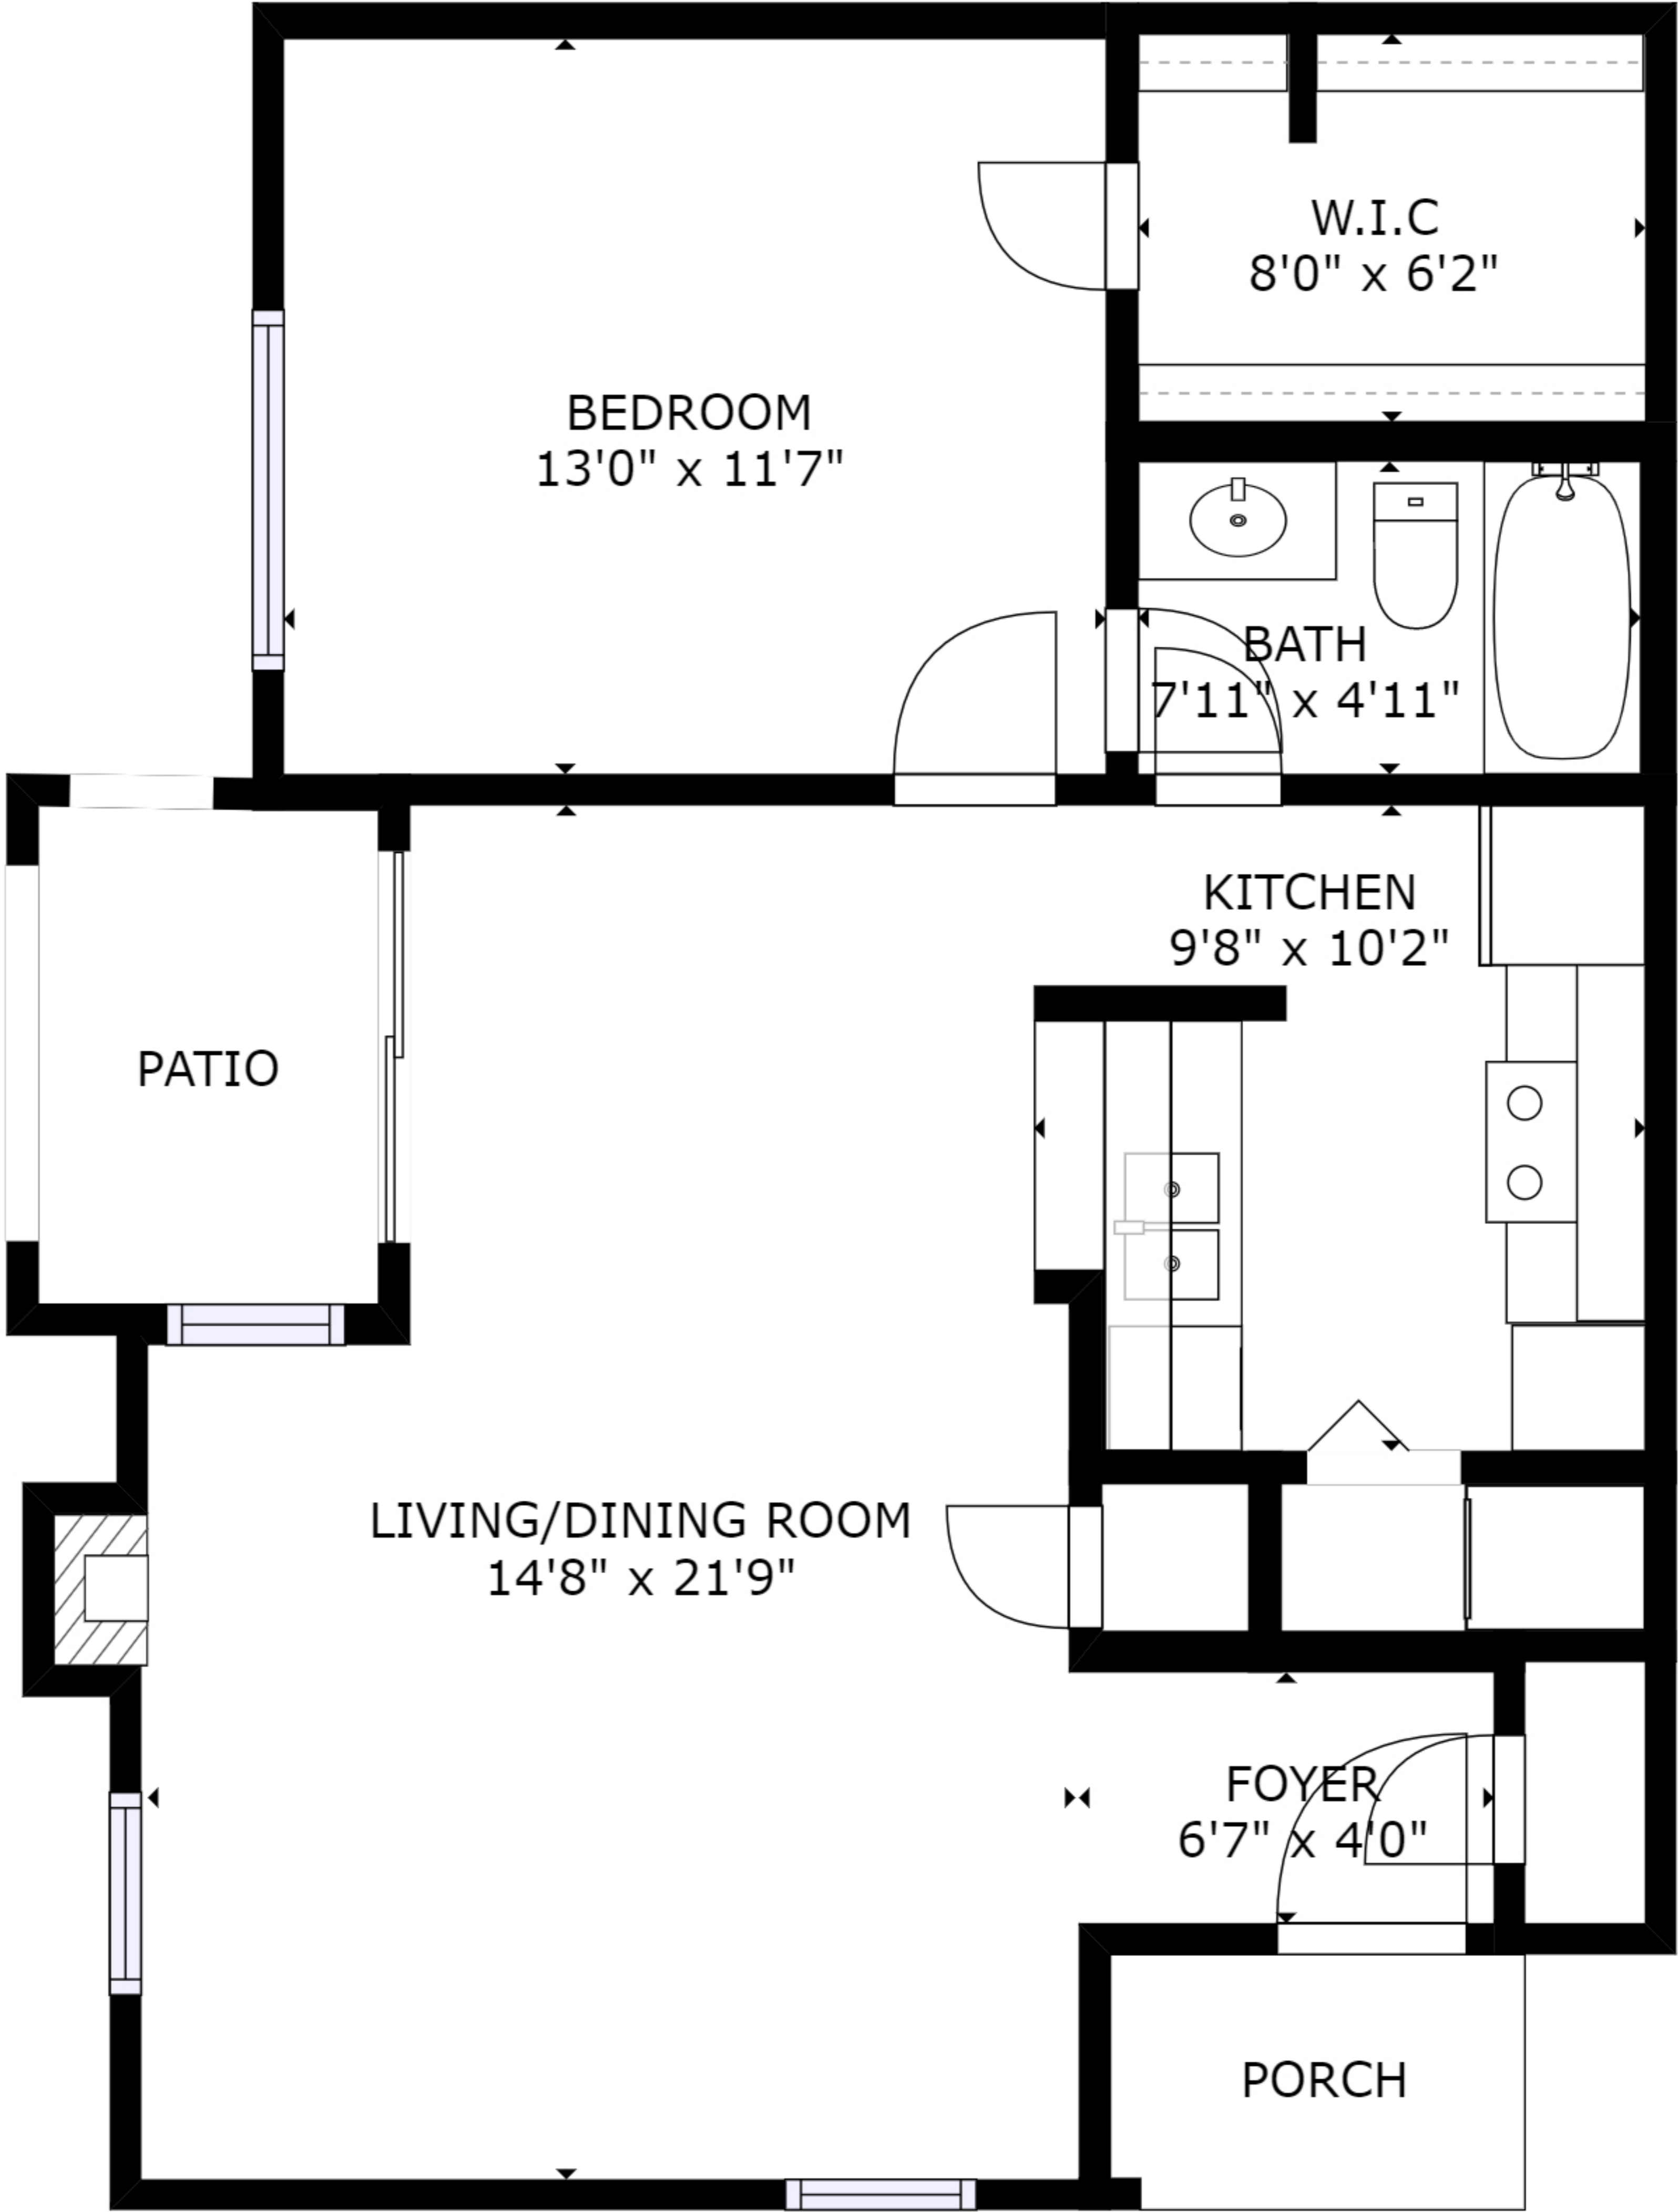 W.I.C
8'0" x 6'2"
BEDROOM
13'0" x 11'7"
BATH
7'11" x 4'11"
KITCHEN
9'8" x 10'2"
PATIO
LIVING/DINING ROOM
14'8" x 21'9"
FOYER
6'7" x 4'0"
PORCH